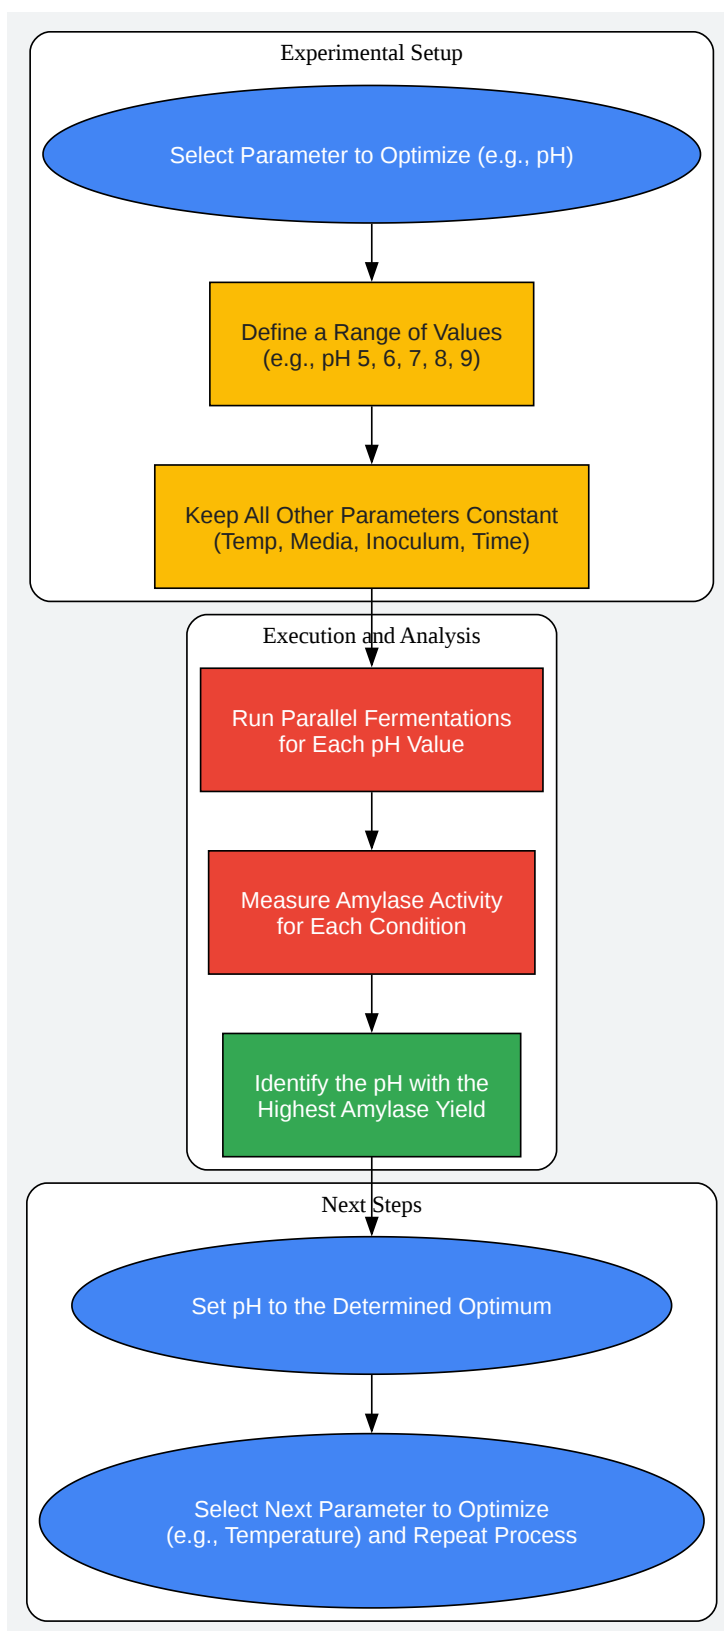 Experimental Setup
Select Parameter to Optimize (e.g., pH)
Define a Range of Values
(e.g., pH 5, 6, 7, 8, 9)
Keep All Other Parameters Constant
(Temp, Media, Inoculum, Time)
Execution and Analysis
Run Parallel Fermentations
for Each pH Value
Measure Amylase Activity
for Each Condition
Identify the pH with the
Highest Amylase Yield
Next Steps
Set pH to the Determined Optimum
Select Next Parameter to Optimize
(e.g., Temperature) and Repeat Process